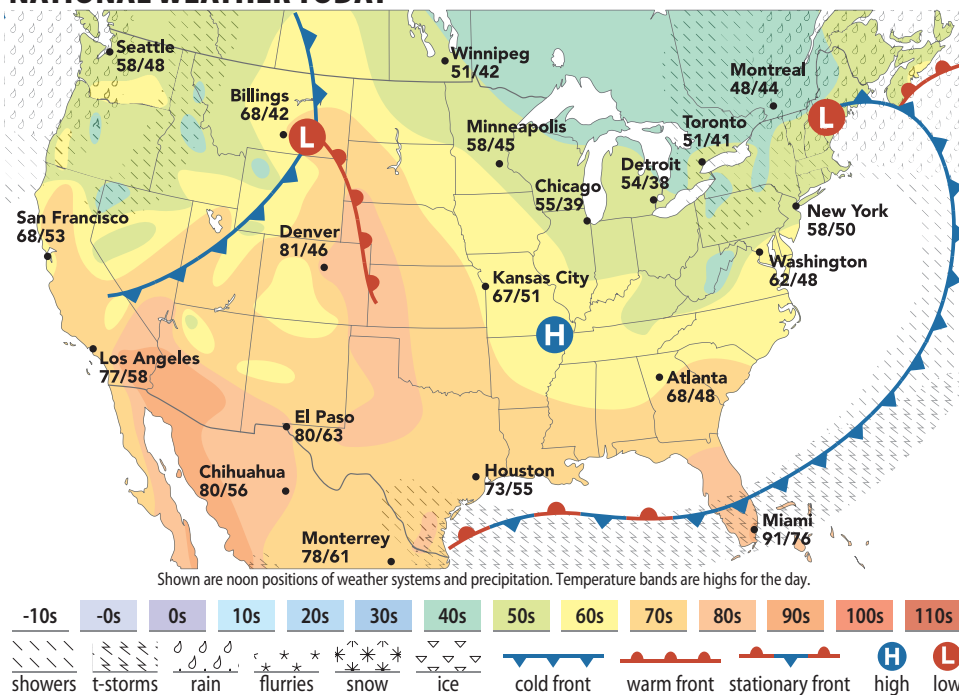 NATIONAL WEATHER TODAY
Seattle
58/48
Winnipeg
51/42
Montreal
48/44
Billings
68/42
L
L
Minneapolis
58/45
Toronto
51/41
Detroit
54/38
Chicago
55/39
San Francisco
68/53
New York
58/50
Denver
81/46
Washington
62/48
Kansas City
67/51
H
Los Angeles
77/58
Atlanta
68/48
El Paso
80/63
Chihuahua
80/56
Houston
73/55
Miami
91/76
Monterrey
78/61
Shown are noon positions of weather systems and precipitation. Temperature bands are highs for the day.
-10s -0s 0s 10s 20s 30s 40s 50s 60s 70s 80s 90s 100s 110s
H L
showers t-storms rain flurries snow ice cold front warm front stationary front high low